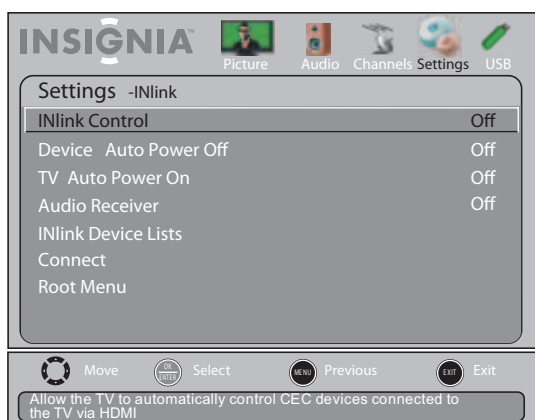 INSIGNIA
Picture Audio Channels Settings USB
Settings -INlink
INlink Control Off
Device Auto Power Off Off
TV Auto Power On Off
Audio Receiver Off
INlink Device Lists
Connect
Root Menu
Move OK ENTER Select MENU Previous EXIT Exit
Allow the TV to automatically control CEC devices connected to
the TV via HDMI